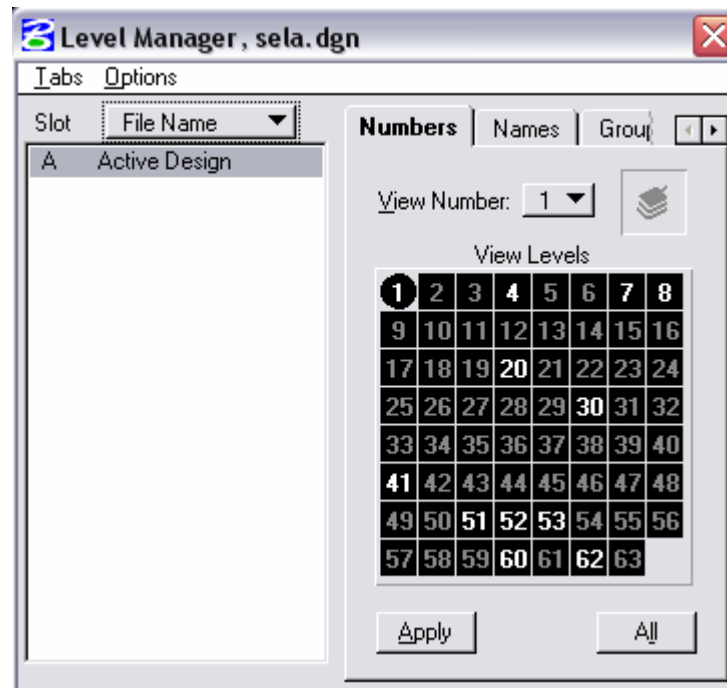 Level Manager, sela.dgn
Tabs Options
Slot File Name
A Active Design
Numbers Names Group
View Number: 1
View Levels
1 2 3 4 5 6 7 8
9 10 11 12 13 14 15 16
17 18 19 20 21 22 23 24
25 26 27 28 29 30 31 32
33 34 35 36 37 38 39 40
41 42 43 44 45 46 47 48
49 50 51 52 53 54 55 56
57 58 59 60 61 62 63
Apply All